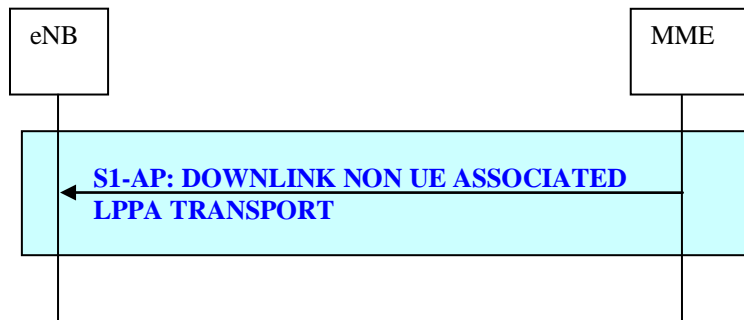 eNB
MME
S1-AP: DOWNLINK NON UE ASSOCIATED
LPPA TRANSPORT